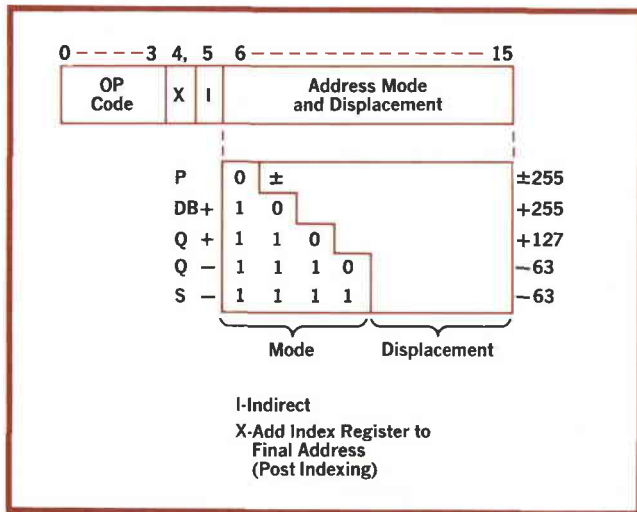 0-----3 4, 5 6---------------15
OP Code X I Address Mode and Displacement
P 0 ± ±255
DB+ 1 0 +255
Q + 1 1 0 +127
Q – 1 1 1 0 –63
S – 1 1 1 1 –63
Mode Displacement
I-Indirect
X-Add Index Register to
Final Address
(Post Indexing)